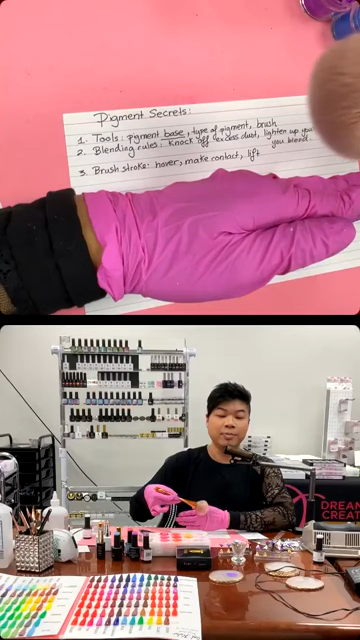 Pigment Secrets:
1. Tools: pigment base, type of pigment, brush
2. Blending rules: Knock off excess dust, lighten up you
you blend.
3. Brush stroke: hover, make contact, lift
DREAM
CREAT